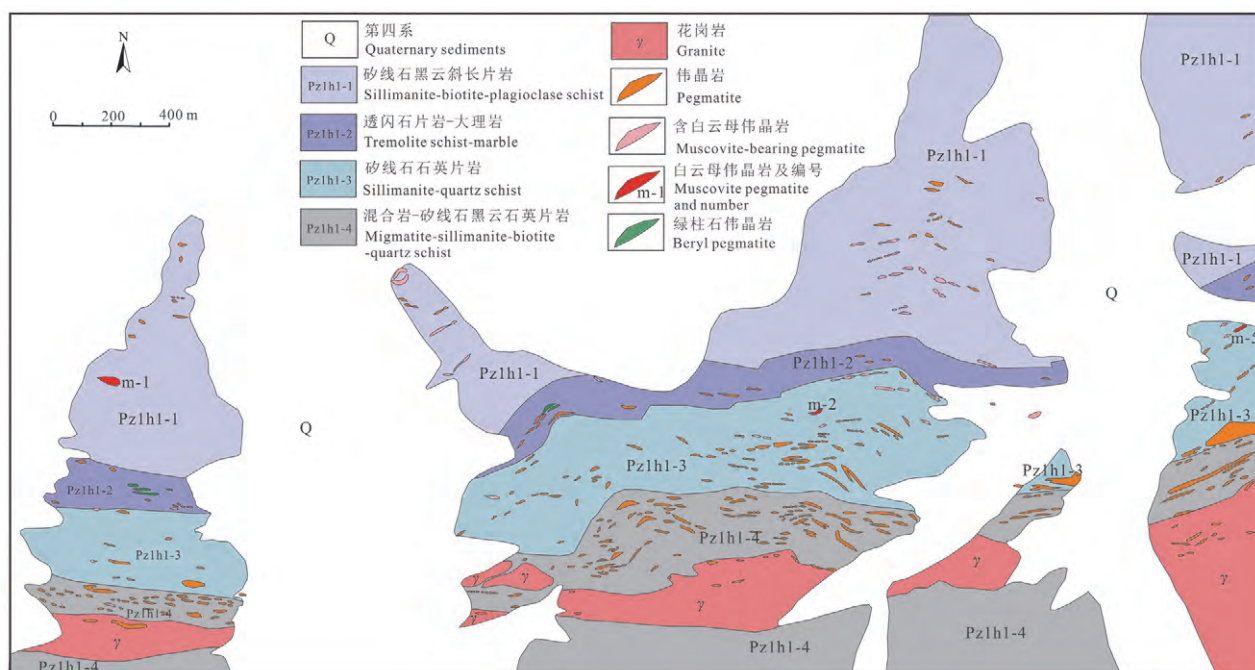 N
0 200 400 m
Q
第四系
Quaternary sediments
Pz1h1-1
矽线石黑云斜长片岩
Sillimanite-biotite-plagioclase schist
Pz1h1-2
透闪石片岩-大理岩
Tremolite schist-marble
Pz1h1-3
矽线石石英片岩
Sillimanite-quartz schist
Pz1h1-4
混合岩-矽线石黑云石英片岩
Migmatite-sillimanite-biotite
-quartz schist
γ
花岗岩
Granite
伟晶岩
Pegmatite
含白云母伟晶岩
Muscovite-bearing pegmatite
m-1
白云母伟晶岩及编号
Muscovite pegmatite
and number
绿柱石伟晶岩
Beryl pegmatite
m-1
Pz1h1-1
Pz1h1-2
Pz1h1-3
Pz1h1-4
γ
Pz1h1-4
Q
Pz1h1-1
Pz1h1-1
Pz1h1-2
m-2
Pz1h1-3
Pz1h1-4
γ
γ
γ
γ
Pz1h1-4
Pz1h1-3
γ
Pz1h1-4
Q
Pz1h1-1
Pz1h1-1
m-5
Pz1h1-3
γ